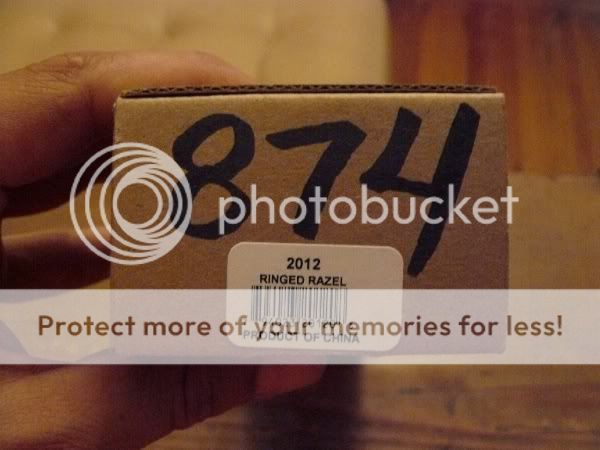 874
photobucket
2012
RINGED RAZEL
Protect more of your memories for less!
PRODUCT OF CHINA